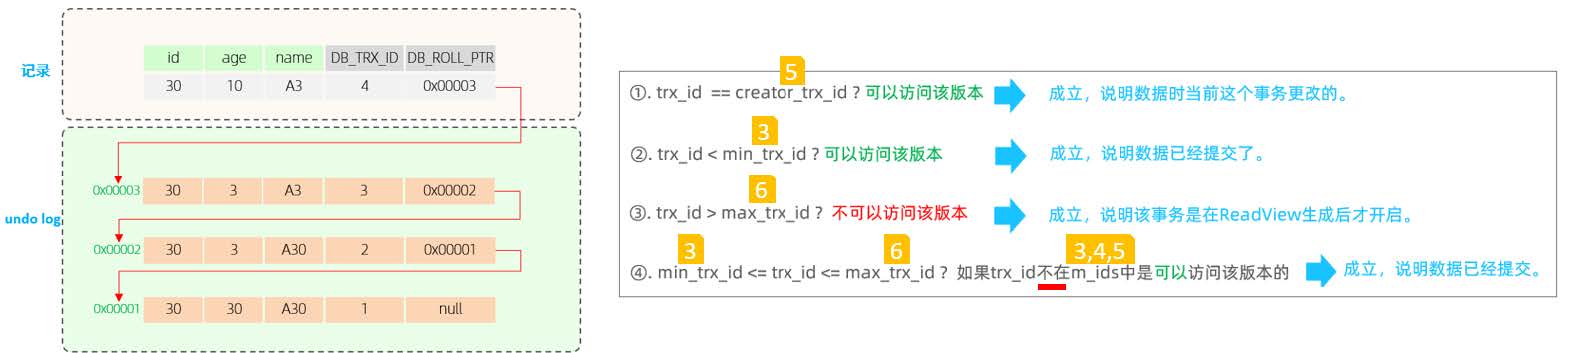 记录
id age name DB_TRX_ID DB_ROLL_PTR
30 10 A3 4 0x00003
undo log
0x00003 30 3 A3 3 0x00002
0x00002 30 3 A30 2 0x00001
0x00001 30 30 A30 1 null
5
①. trx_id == creator_trx_id ? 可以访问该版本 成立，说明数据时当前这个事务更改的。
3
②. trx_id < min_trx_id ? 可以访问该版本 成立，说明数据已经提交了。
6
③. trx_id > max_trx_id ? 不可以访问该版本 成立，说明该事务是在ReadView生成后才开启。
3 6 3,4,5
④. min_trx_id <= trx_id <= max_trx_id ? 如果trx_id不在m_ids中是可以访问该版本的 成立，说明数据已经提交。